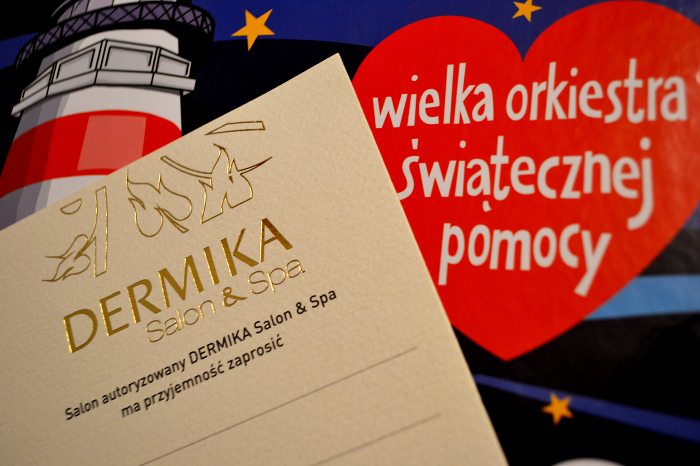 wielka orkiestra
świątecznej
pomocy
DERMIKA
Salon & Spa
Salon autoryzowany DERMIKA Salon & Spa
ma przyjemność zaprosić